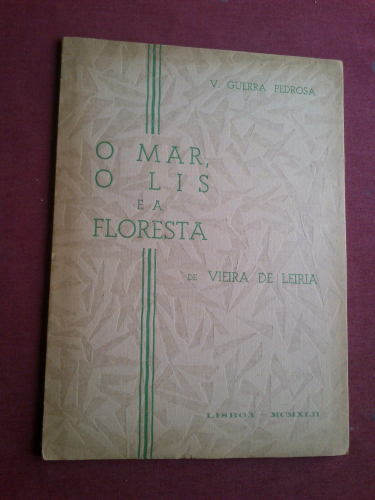 V. GUERRA PEDROSA
O MAR,
O LIS
E A
FLORESTA
DE VIEIRA DE LEIRIA
LISBOA - MCMXLII